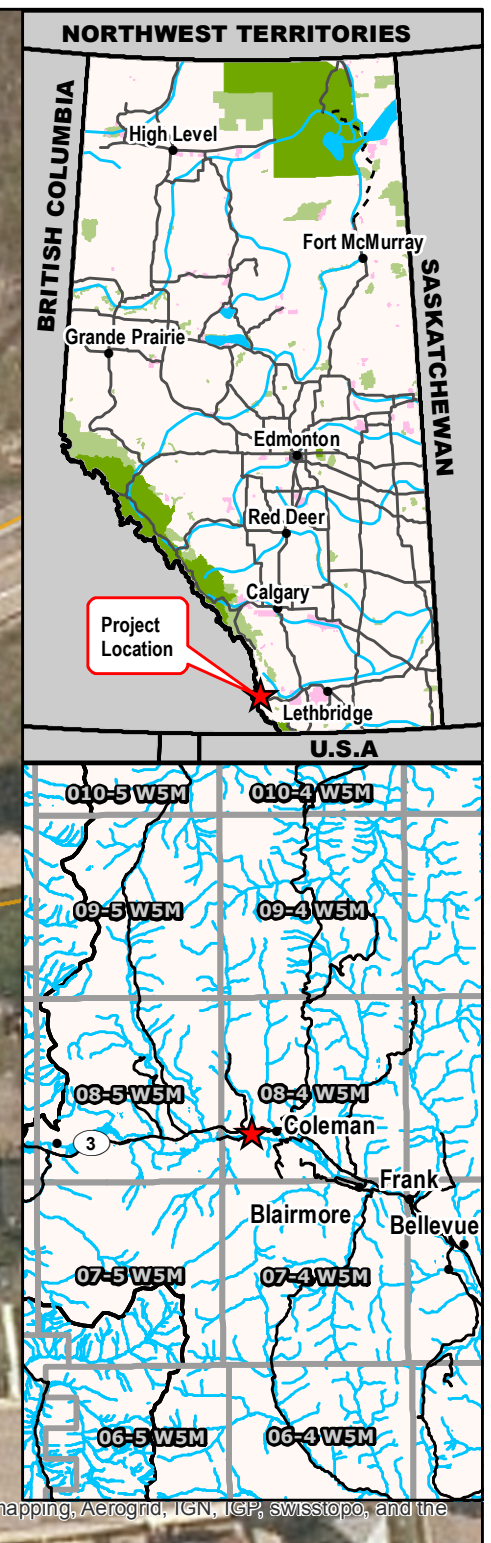 NORTHWEST TERRITORIES
BRITISH COLUMBIA
High Level
Fort McMurray
SASKATCHEWAN
Grande Prairie
Edmonton
Red Deer
Calgary
Project
Location
Lethbridge
U.S.A
010-5 W5M
010-4 W5M
09-5 W5M
09-4 W5M
08-5 W5M
08-4 W5M
Coleman
3
Frank
Blairmore
Bellevue
07-5 W5M
07-4 W5M
06-5 W5M
06-4 W5M
mapping, Aerogrid, IGN, IGP, swisstopo, and the